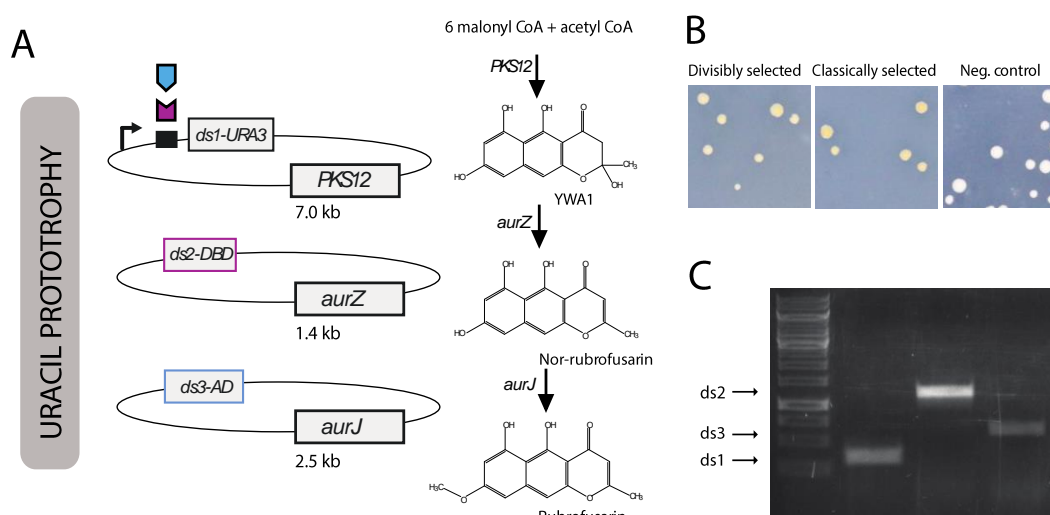 A
URACIL PROTOTROPHY
ds1-URA3
PKS12
7.0 kb
ds2-DBD
aurZ
1.4 kb
ds3-AD
aurJ
2.5 kb
6 malonyl CoA + acetyl CoA
PKS12
OH
OH
O
HO
O
CH3
OH
YWA1
aurZ
OH
OH
O
HO
O
CH3
Nor-rubrofusarin
aurJ
OH
OH
O
H3C
O
O
CH3
Rubrofusarin
B
Divisibly selected
Classically selected
Neg. control
C
ds2
ds3
ds1